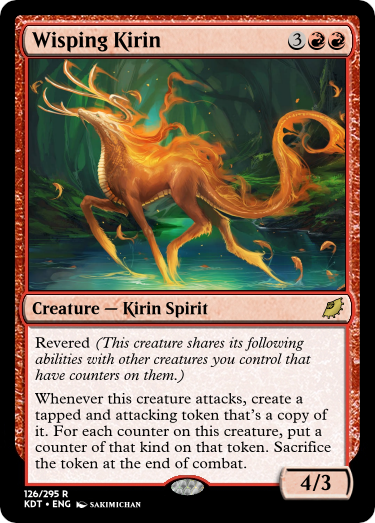 Wisping Kirin 3
Creature — Kirin Spirit
Revered (This creature shares its following
abilities with other creatures you control that
have counters on them.)
Whenever this creature attacks, create a
tapped and attacking token that's a copy of
it. For each counter on this creature, put a
counter of that kind on that token. Sacrifice
the token at the end of combat.
4/3
126/295 R
KDT • ENG SAKIMICHAN